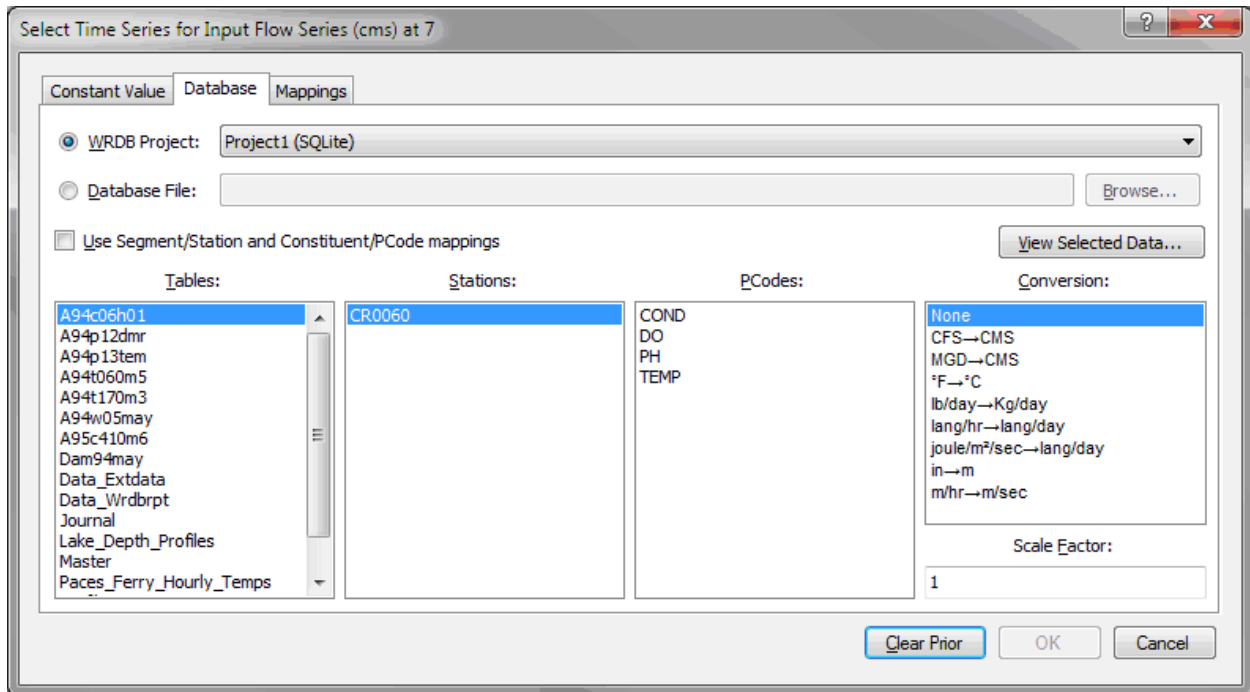 Select Time Series for Input Flow Series (cms) at 7
Constant Value Database Mappings
WRDB Project: Project1 (SQLite)
Database File: Browse...
Use Segment/Station and Constituent/PCode mappings View Selected Data...
Tables: Stations: PCodes: Conversion:
A94c06h01
A94p12dmr
A94p13tem
A94t060m5
A94t170m3
A94w05may
A95c410m6
Dam94may
Data_Extdata
Data_Wrdbrpt
Journal
Lake_Depth_Profiles
Master
Paces_Ferry_Hourly_Temps
CR0060
COND
DO
PH
TEMP
None
CFS→CMS
MGD→CMS
°F→°C
lb/day→Kg/day
lang/hr→lang/day
joule/m²/sec→lang/day
in→m
m/hr→m/sec
Scale Factor:
1
Clear Prior OK Cancel